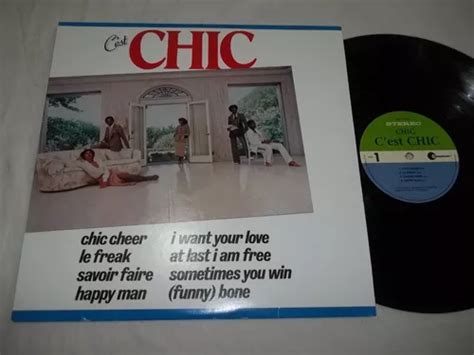 C'est
CHIC
chic cheer i want your love
le freak at last i am free
savoir faire sometimes you win
happy man (funny) bone
STEREO
CHIC
C'est CHIC
1